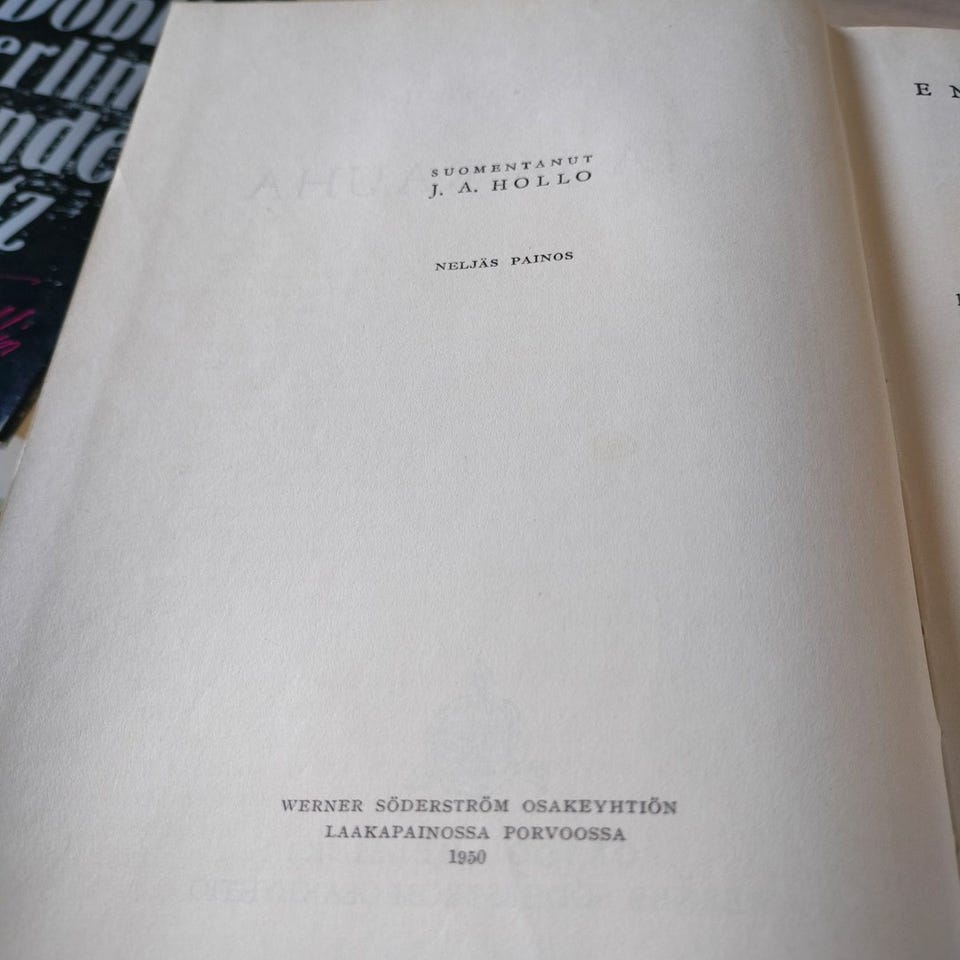 SUOMENTANUT
J. A. HOLLO
NELJÄS PAINOS
WERNER SÖDERSTRÖM OSAKEYHTIÖN
LAAKAPAINOSSA PORVOOSSA
1950
E